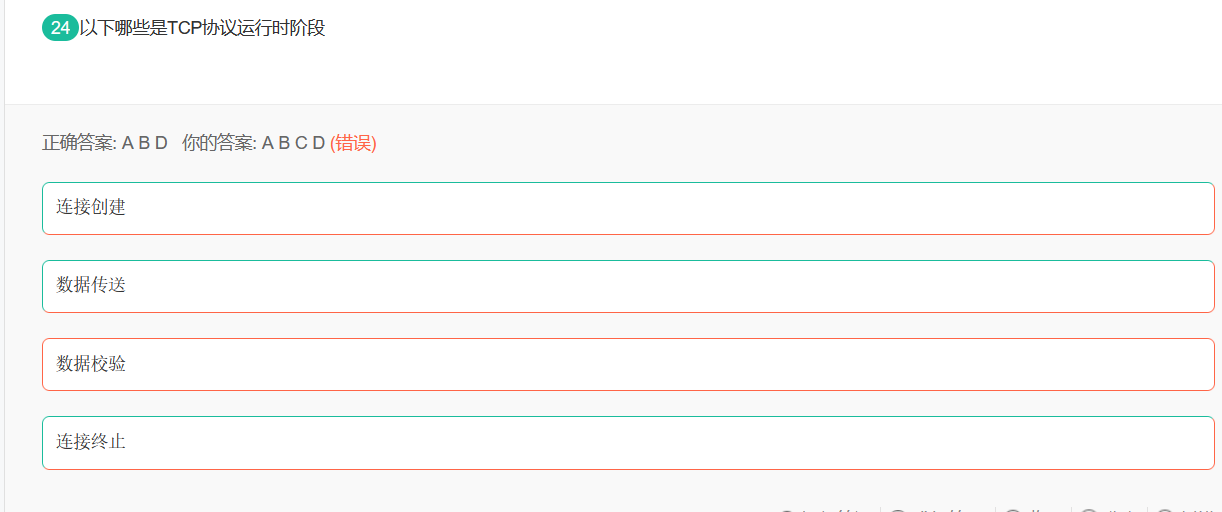 24 以下哪些是TCP协议运行时阶段
正确答案: A B D 你的答案: A B C D (错误)
连接创建
数据传送
数据校验
连接终止